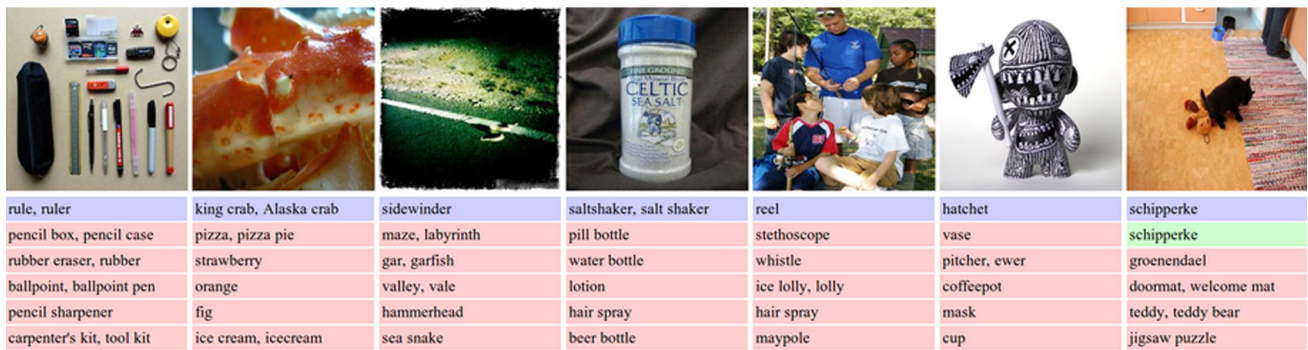 FINE GROUND
CELTIC
SEA SALT
rule, ruler
king crab, Alaska crab
sidewinder
saltshaker, salt shaker
reel
hatchet
schipperke
pencil box, pencil case
pizza, pizza pie
maze, labyrinth
pill bottle
stethoscope
vase
schipperke
rubber eraser, rubber
strawberry
gar, garfish
water bottle
whistle
pitcher, ewer
groenendael
ballpoint, ballpoint pen
orange
valley, vale
lotion
ice lolly, lolly
coffeepot
doormat, welcome mat
pencil sharpener
fig
hammerhead
hair spray
hair spray
mask
teddy, teddy bear
carpenter's kit, tool kit
ice cream, icecream
sea snake
beer bottle
maypole
cup
jigsaw puzzle